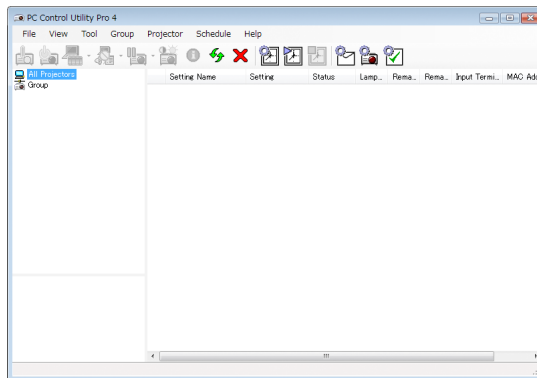 PC Control Utility Pro 4
File View Tool Group Projector Schedule Help
All Projectors
Group
Setting Name Setting Status Lamp... Rema... Rema... Input Termi... MAC Add